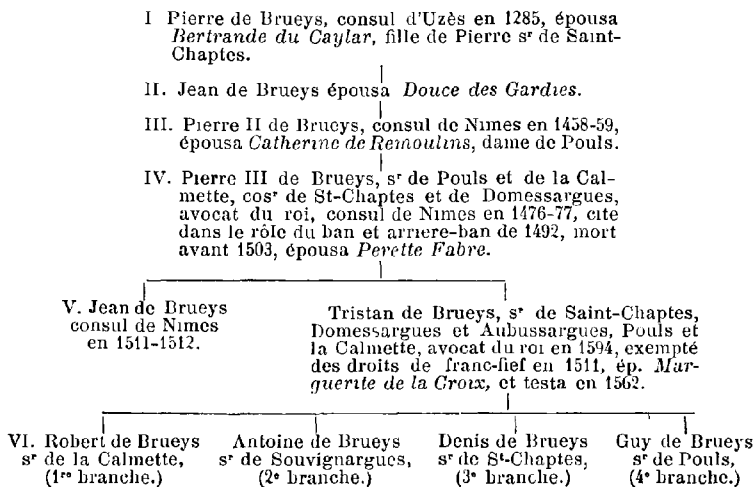 I Pierre de Brueys, consul d'Uzès en 1285, épousa
Bertrande du Caylar, fille de Pierre sr de Saint-
Chaptes.
II. Jean de Brueys épousa Douce des Gardies.
III. Pierre II de Brueys, consul de Nimes en 1458-59,
épousa Catherine de Remoulins, dame de Pouls.
IV. Pierre III de Brueys, sr de Pouls et de la Cal-
mette, cosr de St-Chaptes et de Domessargues,
avocat du roi, consul de Nimes en 1476-77, cite
dans le rôle du ban et arriere-ban de 1492, mort
avant 1503, épousa Perette Fabre.
V. Jean de Brueys
consul de Nimes
en 1511-1512.
Tristan de Brueys, sr de Saint-Chaptes,
Domessargues et Aubussargues, Pouls et
la Calmette, avocat du roi en 1594, exempté
des droits de franc-fief en 1511, ép. Mar-
guerite de la Croix, et testa en 1562.
VI. Robert de Brueys
sr de la Calmette,
(1re branche.)
Antoine de Brueys
sr de Souvignargues,
(2e branche.)
Denis de Brueys
sr de St-Chaptes,
(3e branche.)
Guy de Brueys
sr de Pouls,
(4e branche.)